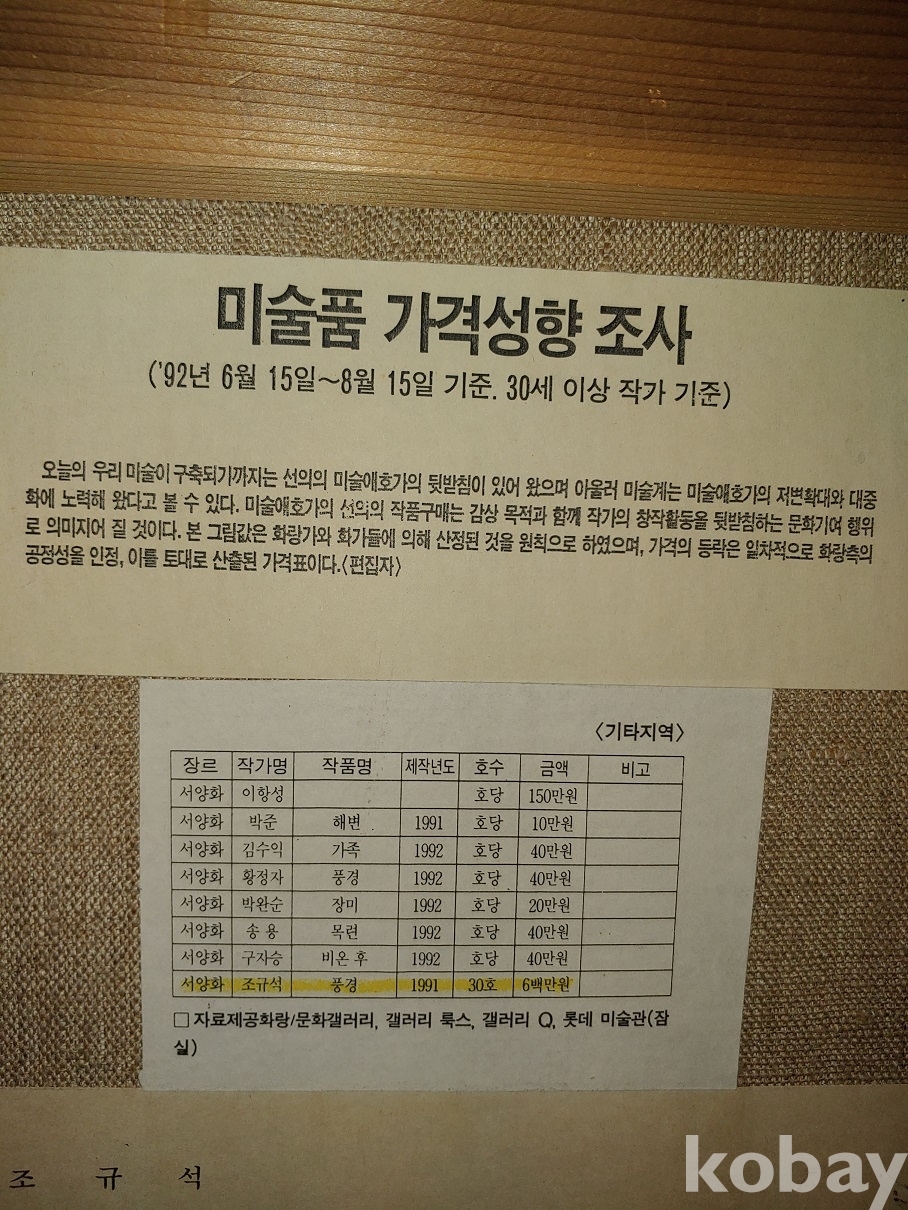 미술품 가격성향 조사
('92년 6월 15일~8월 15일 기준. 30세 이상 작가 기준)
오늘의 우리 미술이 구축되기까지는 선의의 미술애호가의 뒷받침이 있어 왔으며 아울러 미술계는 미술애호가의 저변확대와 대중
화에 노력해 왔다고 볼 수 있다. 미술애호가의 선의의 작품구매는 감상 목적과 함께 작가의 창작활동을 뒷받침하는 문화기여 행위
로 의미지어 질 것이다. 본 그림값은 화랑가와 화가들에 의해 산정된 것을 원칙으로 하였으며, 가격의 등락은 일차적으로 화랑측의
공정성을 인정, 이를 토대로 산출된 가격표이다.〈편집자〉
〈기타지역〉
장르 작가명 작품명 제작년도 호수 금액 비고
서양화 이항성 호당 150만원
서양화 박준 해변 1991 호당 10만원
서양화 김수익 가족 1992 호당 40만원
서양화 황정자 풍경 1992 호당 40만원
서양화 박완순 장미 1992 호당 20만원
서양화 송용 목련 1992 호당 40만원
서양화 구자승 비온 후 1992 호당 40만원
서양화 조규석 풍경 1991 30호 6백만원
□자료제공화랑/문화갤러리, 갤러리 룩스, 갤러리 Q, 롯데 미술관(잠
실)
조 규 석
kobay